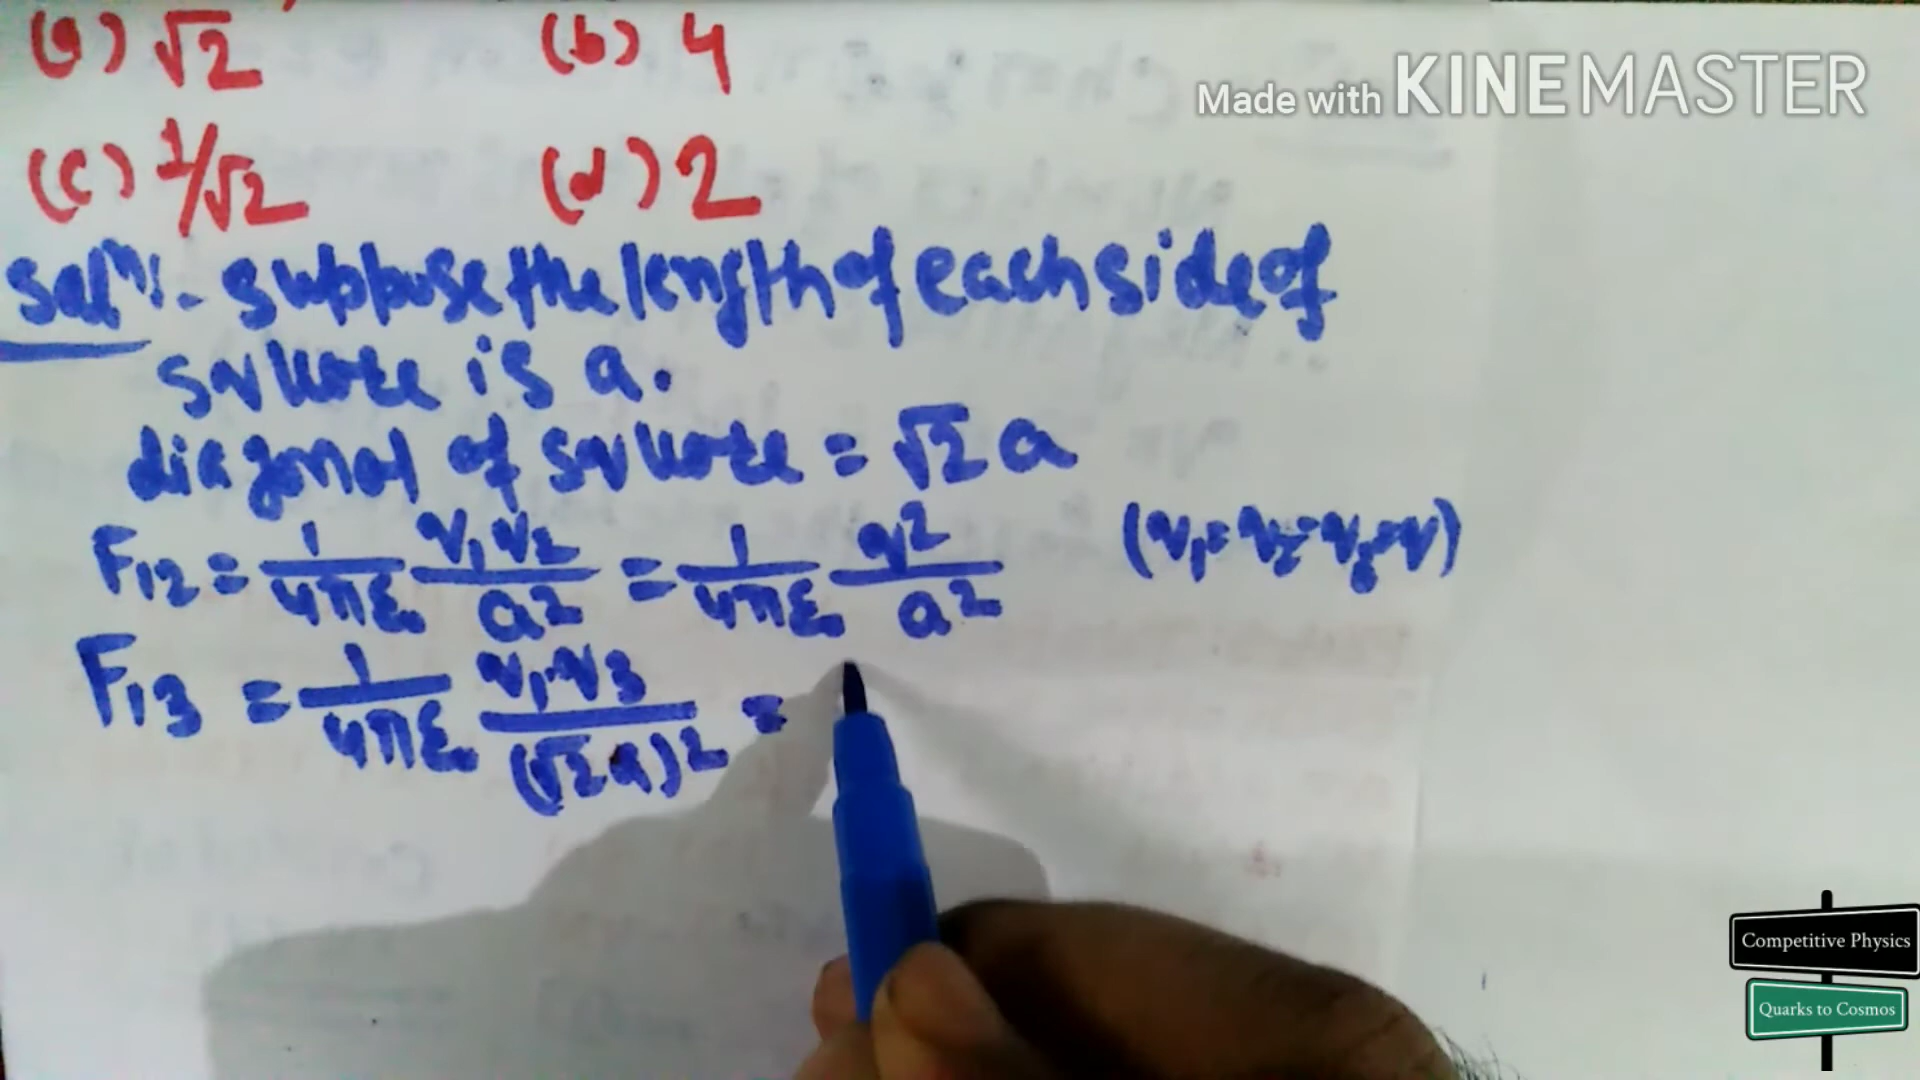 (a) √2 (b) 4
Made with KINEMASTER
(c) 1/√2 (d) 2
Solⁿ:- suppose the length of each side of
square is a.
diagonal of square = √2 a
F12 = 1/4πε₀ q₁q₂/a² = 1/4πε₀ q²/a² (q₁=q₂=q₃=q)
F13 = 1/4πε₀ q₁q₃/(√2a)² =
Competitive Physics
Quarks to Cosmos